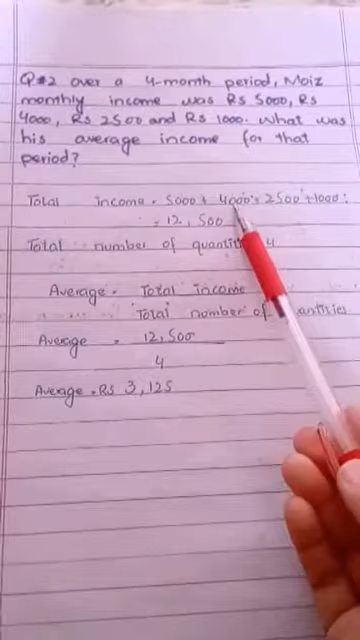 Q#2 over a 4-month period, Moiz
monthly income was Rs 5000, Rs
4000, Rs 2500 and Rs 1000. What was
his average income for that
period?
Total income = 5000 + 4000 + 2500 + 1000
= 12,500
Total number of quantit 4
Average = Total income
Total number of quantities
Average = 12,500
4
Average = RS 3,125